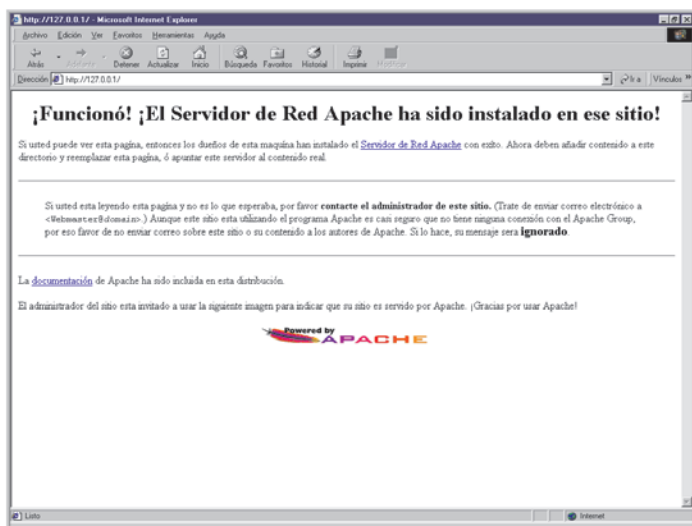 http://127.0.0.1/ - Microsoft Internet Explorer
Archivo Edición Ver Favoritos Herramientas Ayuda
Atrás Adelante Detener Actualizar Inicio Búsqueda Favoritos Historial Imprimir Modificar
Dirección http://127.0.0.1/ Ir a Vínculos »
¡Funcionó! ¡El Servidor de Red Apache ha sido instalado en ese sitio!
Si usted puede ver esta pagina, entonces los dueños de esta maquina han instalado el Servidor de Red Apache con exito. Ahora deben añadir contenido a este
directorio y reemplazar esta pagina, ó apuntar este servidor al contenido real.
Si usted esta leyendo esta pagina y no es lo que esperaba, por favor contacte el administrador de este sitio. (Trate de enviar correo electrónico a
<Webmaster@domain>.) Aunque este sitio esta utilizando el programa Apache es casi seguro que no tiene ninguna conexión con el Apache Group,
por eso favor de no enviar correo sobre este sitio o su contenido a los autores de Apache. Si lo hace, su mensaje sera ignorado.
La documentación de Apache ha sido incluida en esta distribución.
El administrador del sitio esta invitado a usar la siguiente imagen para indicar que su sitio es servido por Apache. ¡Gracias por usar Apache!
Powered by
APACHE
Listo Internet